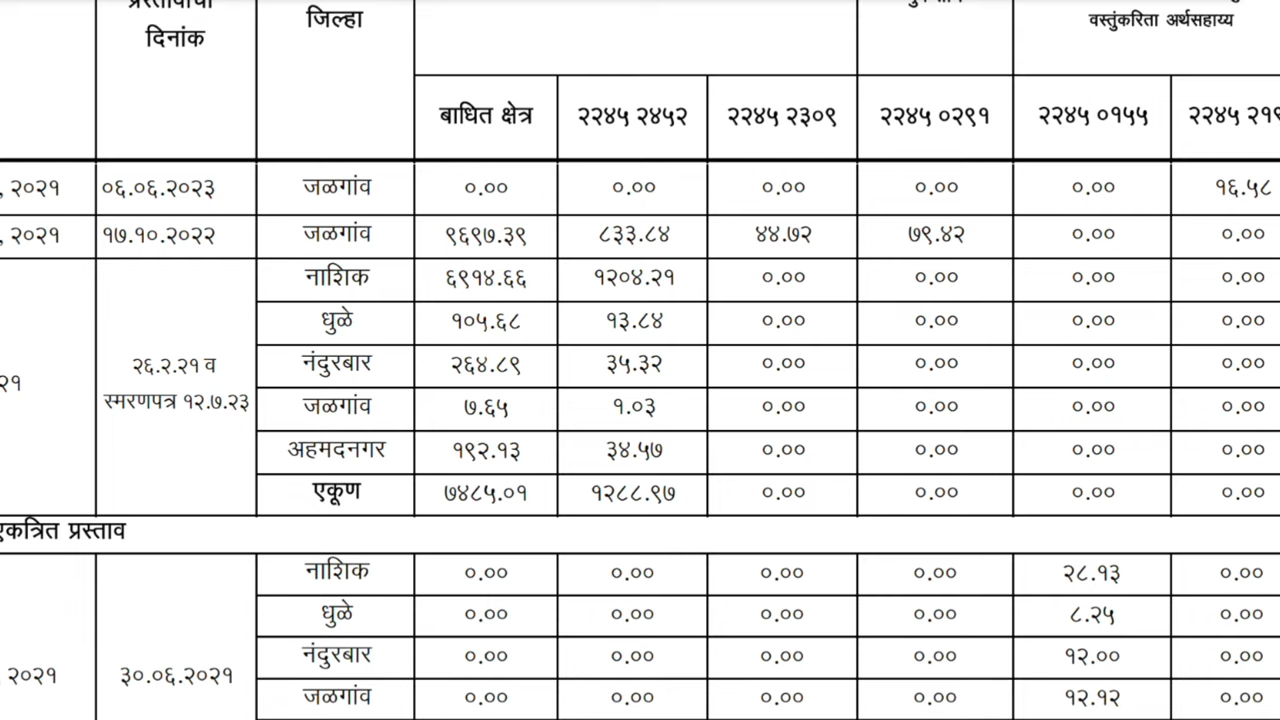 दिनांक
जिल्हा
वस्तुंकरिता अर्थसहाय्य
बाधित क्षेत्र २२४५ २४५२ २२४५ २३०९ २२४५ ०२९१ २२४५ ०१५५ २२४५
, २०२१ ०६.०६.२०२३ जळगांव ०.०० ०.०० ०.०० ०.०० ०.०० १६.५८
, २०२१ १७.१०.२०२२ जळगांव ९६९७.३९ ८३३.८४ ४४.७२ ७९.४२ ०.०० ०.००
नाशिक ६९१४.६६ १२०४.२१ ०.०० ०.०० ०.०० ०.००
धुळे १०५.६८ १३.८४ ०.०० ०.०० ०.०० ०.००
२६.२.२१ व
नंदुरबार २६४.८९ ३५.३२ ०.०० ०.०० ०.०० ०.००
२१
स्मरणपत्र १२.७.२३
जळगांव ७.६५ १.०३ ०.०० ०.०० ०.०० ०.००
अहमदनगर १९२.१३ ३४.५७ ०.०० ०.०० ०.०० ०.००
एकूण ७४८५.०१ १२८८.९७ ०.०० ०.०० ०.०० ०.००
एकत्रित प्रस्ताव
नाशिक ०.०० ०.०० ०.०० ०.०० २८.१३ ०.००
धुळे ०.०० ०.०० ०.०० ०.०० ८.२५ ०.००
नंदुरबार ०.०० ०.०० ०.०० ०.०० १२.०० ०.००
२०२१ ३०.०६.२०२१
जळगांव ०.०० ०.०० ०.०० ०.०० १२.१२ ०.००